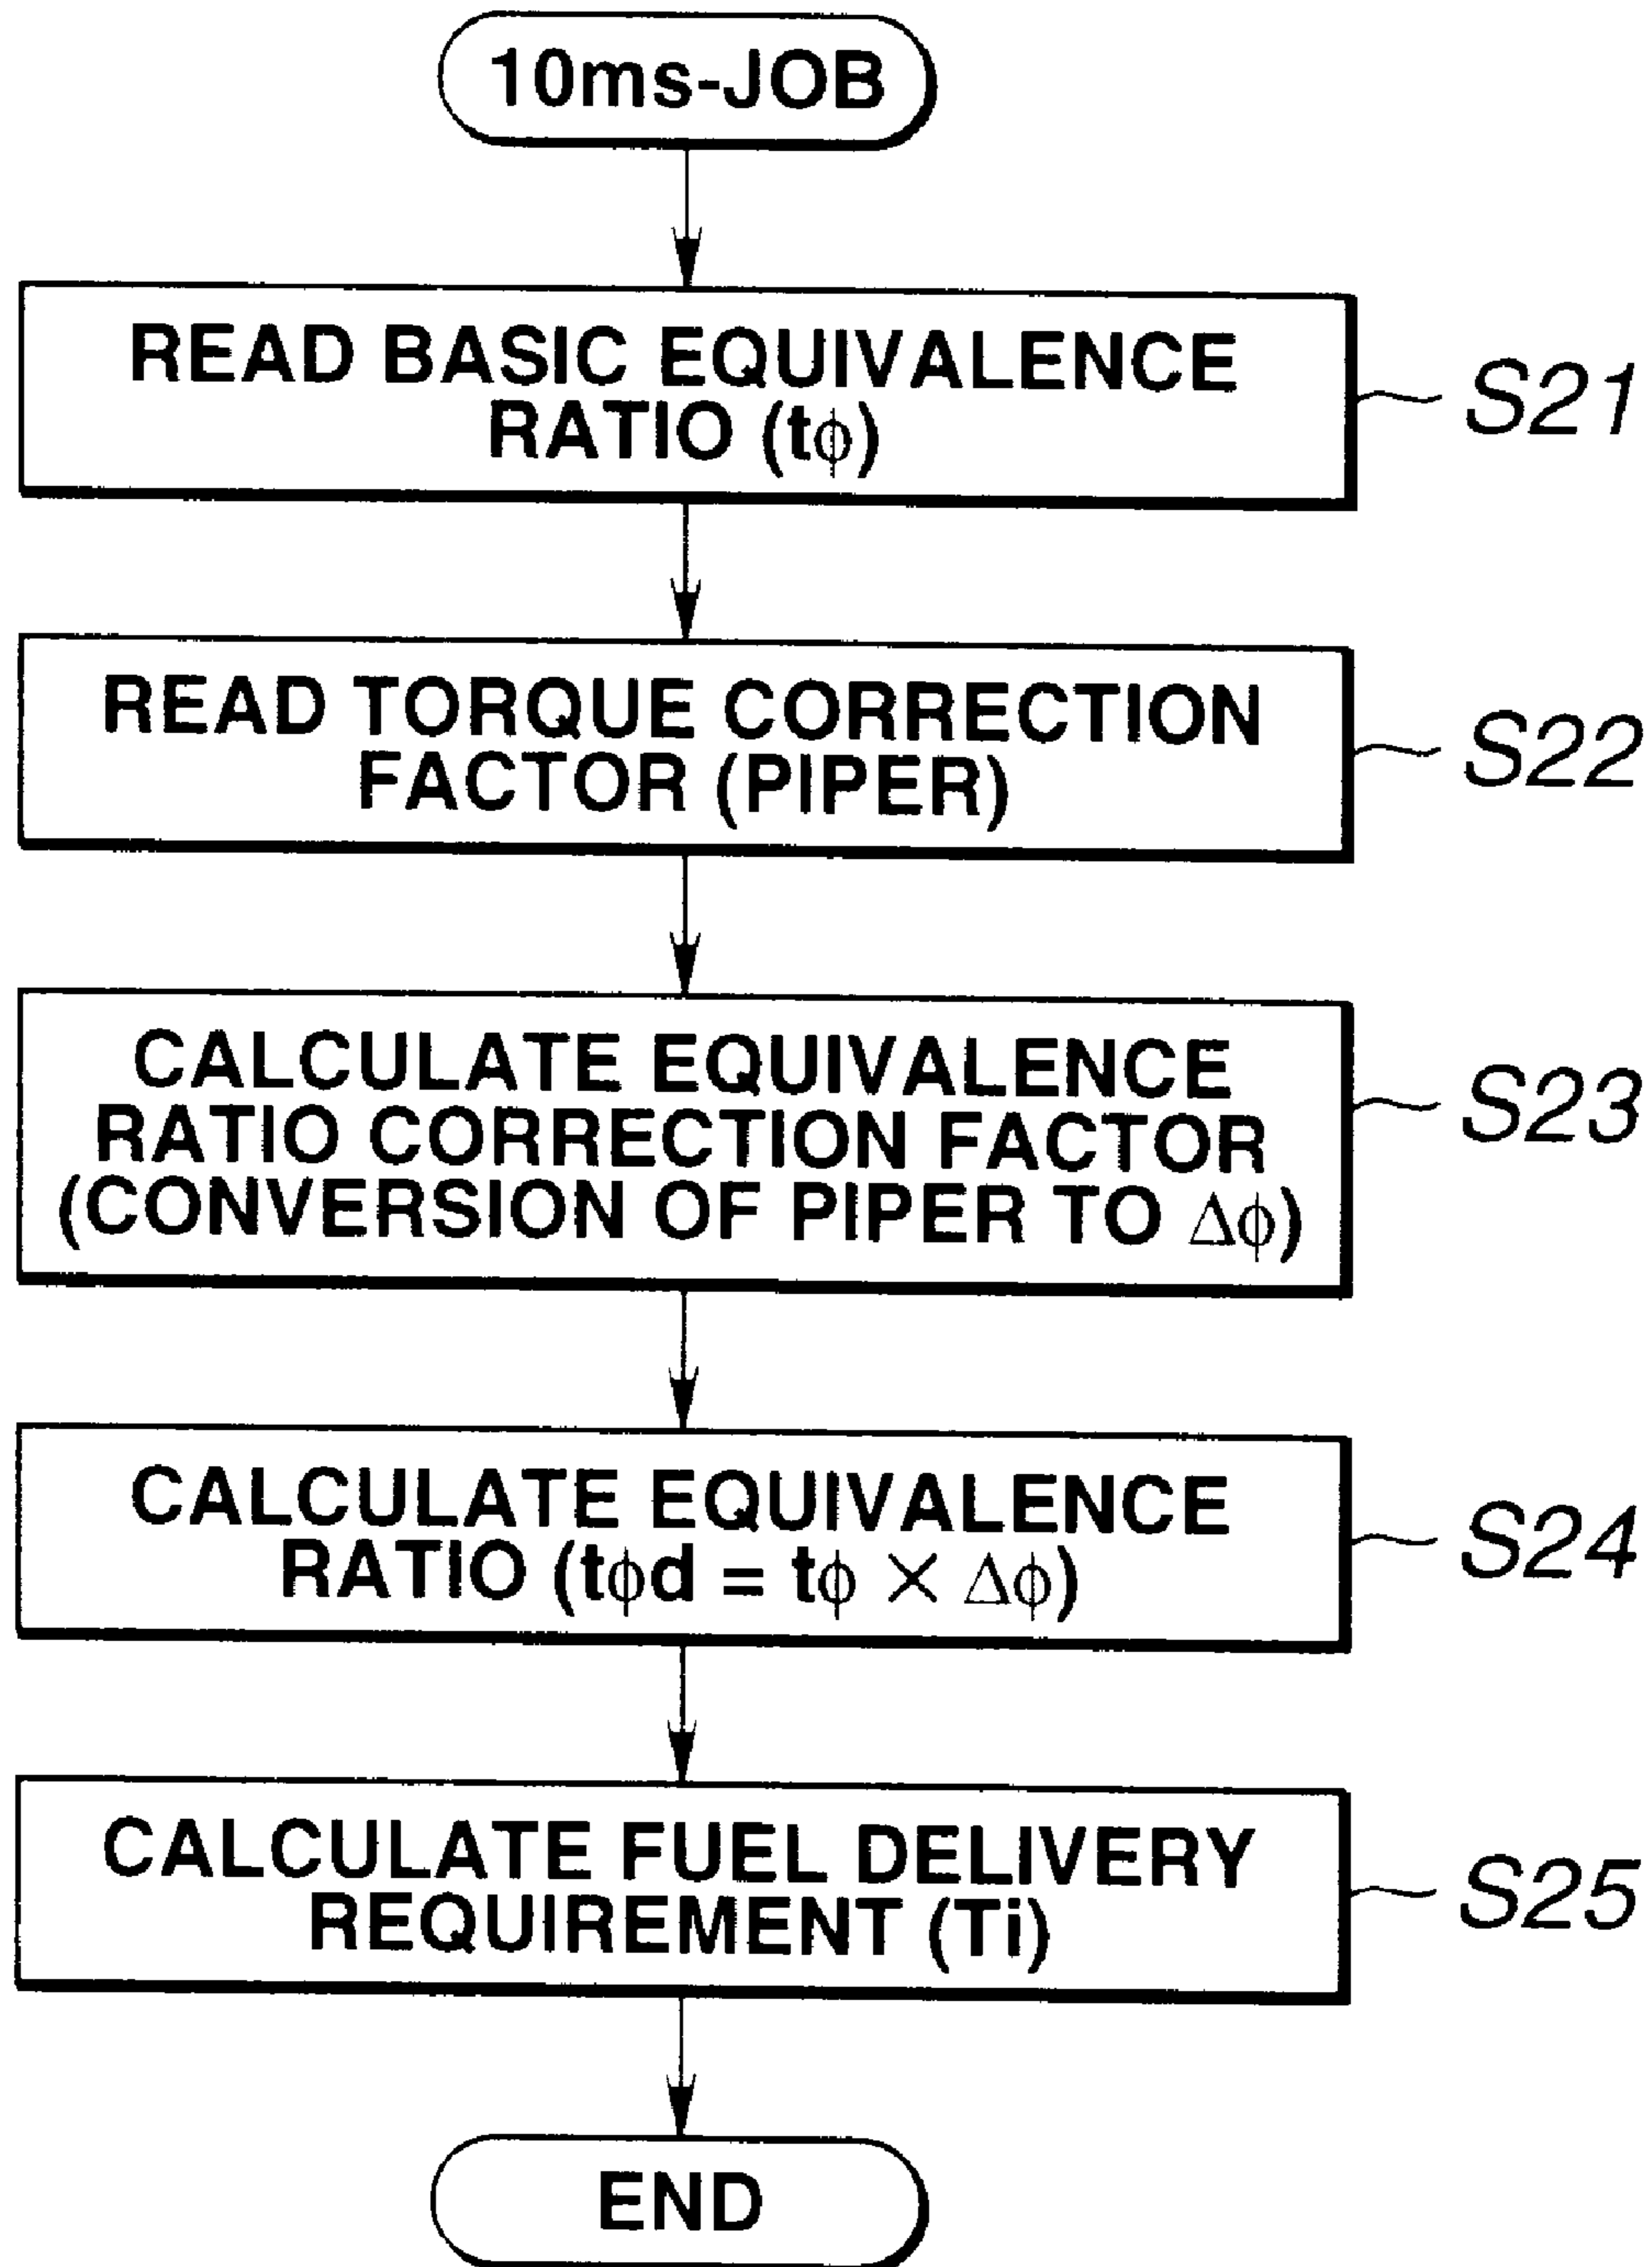 10ms-JOB
READ BASIC EQUIVALENCE
RATIO (tϕ)
S21
READ TORQUE CORRECTION
FACTOR (PIPER)
S22
CALCULATE EQUIVALENCE
RATIO CORRECTION FACTOR
(CONVERSION OF PIPER TO Δϕ)
S23
CALCULATE EQUIVALENCE
RATIO (tϕd = tϕ × Δϕ)
S24
CALCULATE FUEL DELIVERY
REQUIREMENT (Ti)
S25
END